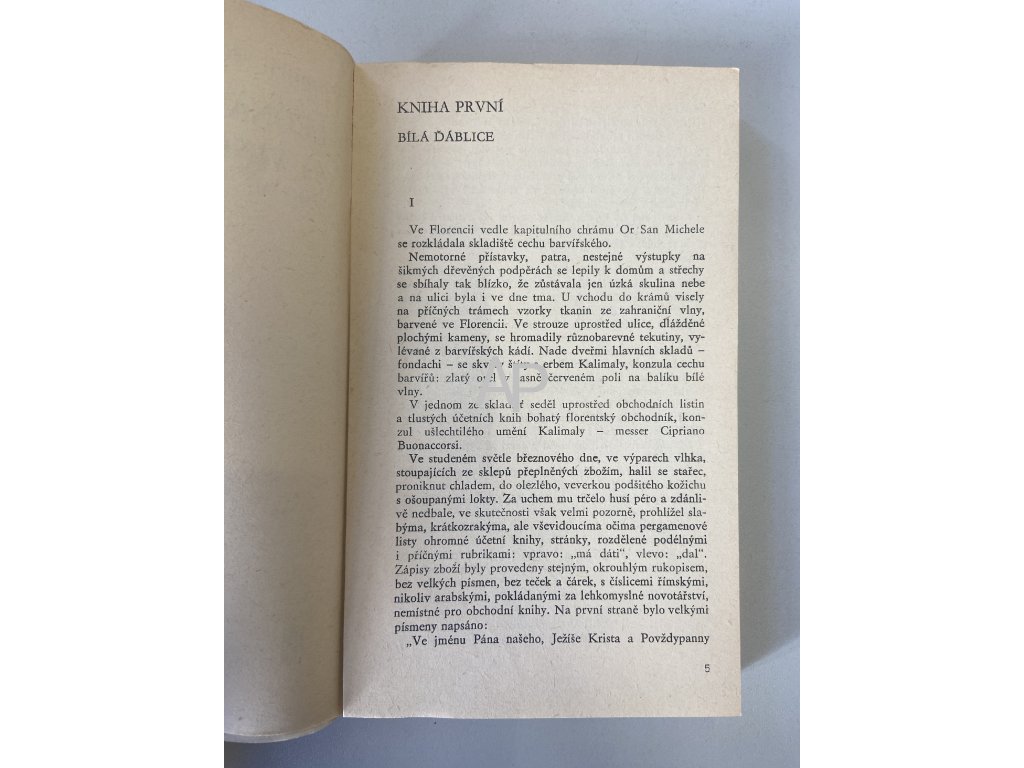 KNIHA PRVNÍ
BÍLÁ ĎÁBLICE
I
Ve Florencii vedle kapitulního chrámu Or San Michele
se rozkládala skladiště cechu barvířského.
Nemotorné přístavky, patra, nestejné výstupky na
šikmých dřevěných podpěrách se lepily k domům a střechy
se sbíhaly tak blízko, že zůstávala jen úzká skulina nebe
a na ulici byla i ve dne tma. U vchodu do krámů visely
na příčných trámech vzorky tkanin ze zahraniční vlny,
barvené ve Florencii. Ve strouze uprostřed ulice, dlážděné
plochými kameny, se hromadily různobarevné tekutiny, vy-
lévané z barvířských kádí. Nade dveřmi hlavních skladů –
fondachi – se skvěl štít s erbem Kalimaly, konzula cechu
barvířů: zlatý orel v jasně červeném poli na balíku bílé
vlny.
V jednom ze skladišť seděl uprostřed obchodních listin
a tlustých účetních knih bohatý florentský obchodník, kon-
zul ušlechtilého umění Kalimaly – messer Cipriano
Buonaccorsi.
Ve studeném světle březnového dne, ve výparech vlhka,
stoupajících ze sklepů přeplněných zbožím, halil se stařec,
proniknut chladem, do olezlého, veverkou podšitého kožichu
s ošoupanými lokty. Za uchem mu trčelo husí péro a zdánli-
vě nedbale, ve skutečnosti však velmi pozorně, prohlížel sla-
býma, krátkozrakýma, ale vševidoucíma očima pergamenové
listy ohromné účetní knihy, stránky, rozdělené podélnými
i příčnými rubrikami: vpravo: „má dáti“, vlevo: „dal“.
Zápisy zboží byly provedeny stejným, okrouhlým rukopisem,
bez velkých písmen, bez teček a čárek, s číslicemi římskými,
nikoliv arabskými, pokládanými za lehkomyslné novotářství,
nemístné pro obchodní knihy. Na první straně bylo velkými
písmeny napsáno:
„Ve jménu Pána našeho, Ježíše Krista a Povždypanny
5
AP